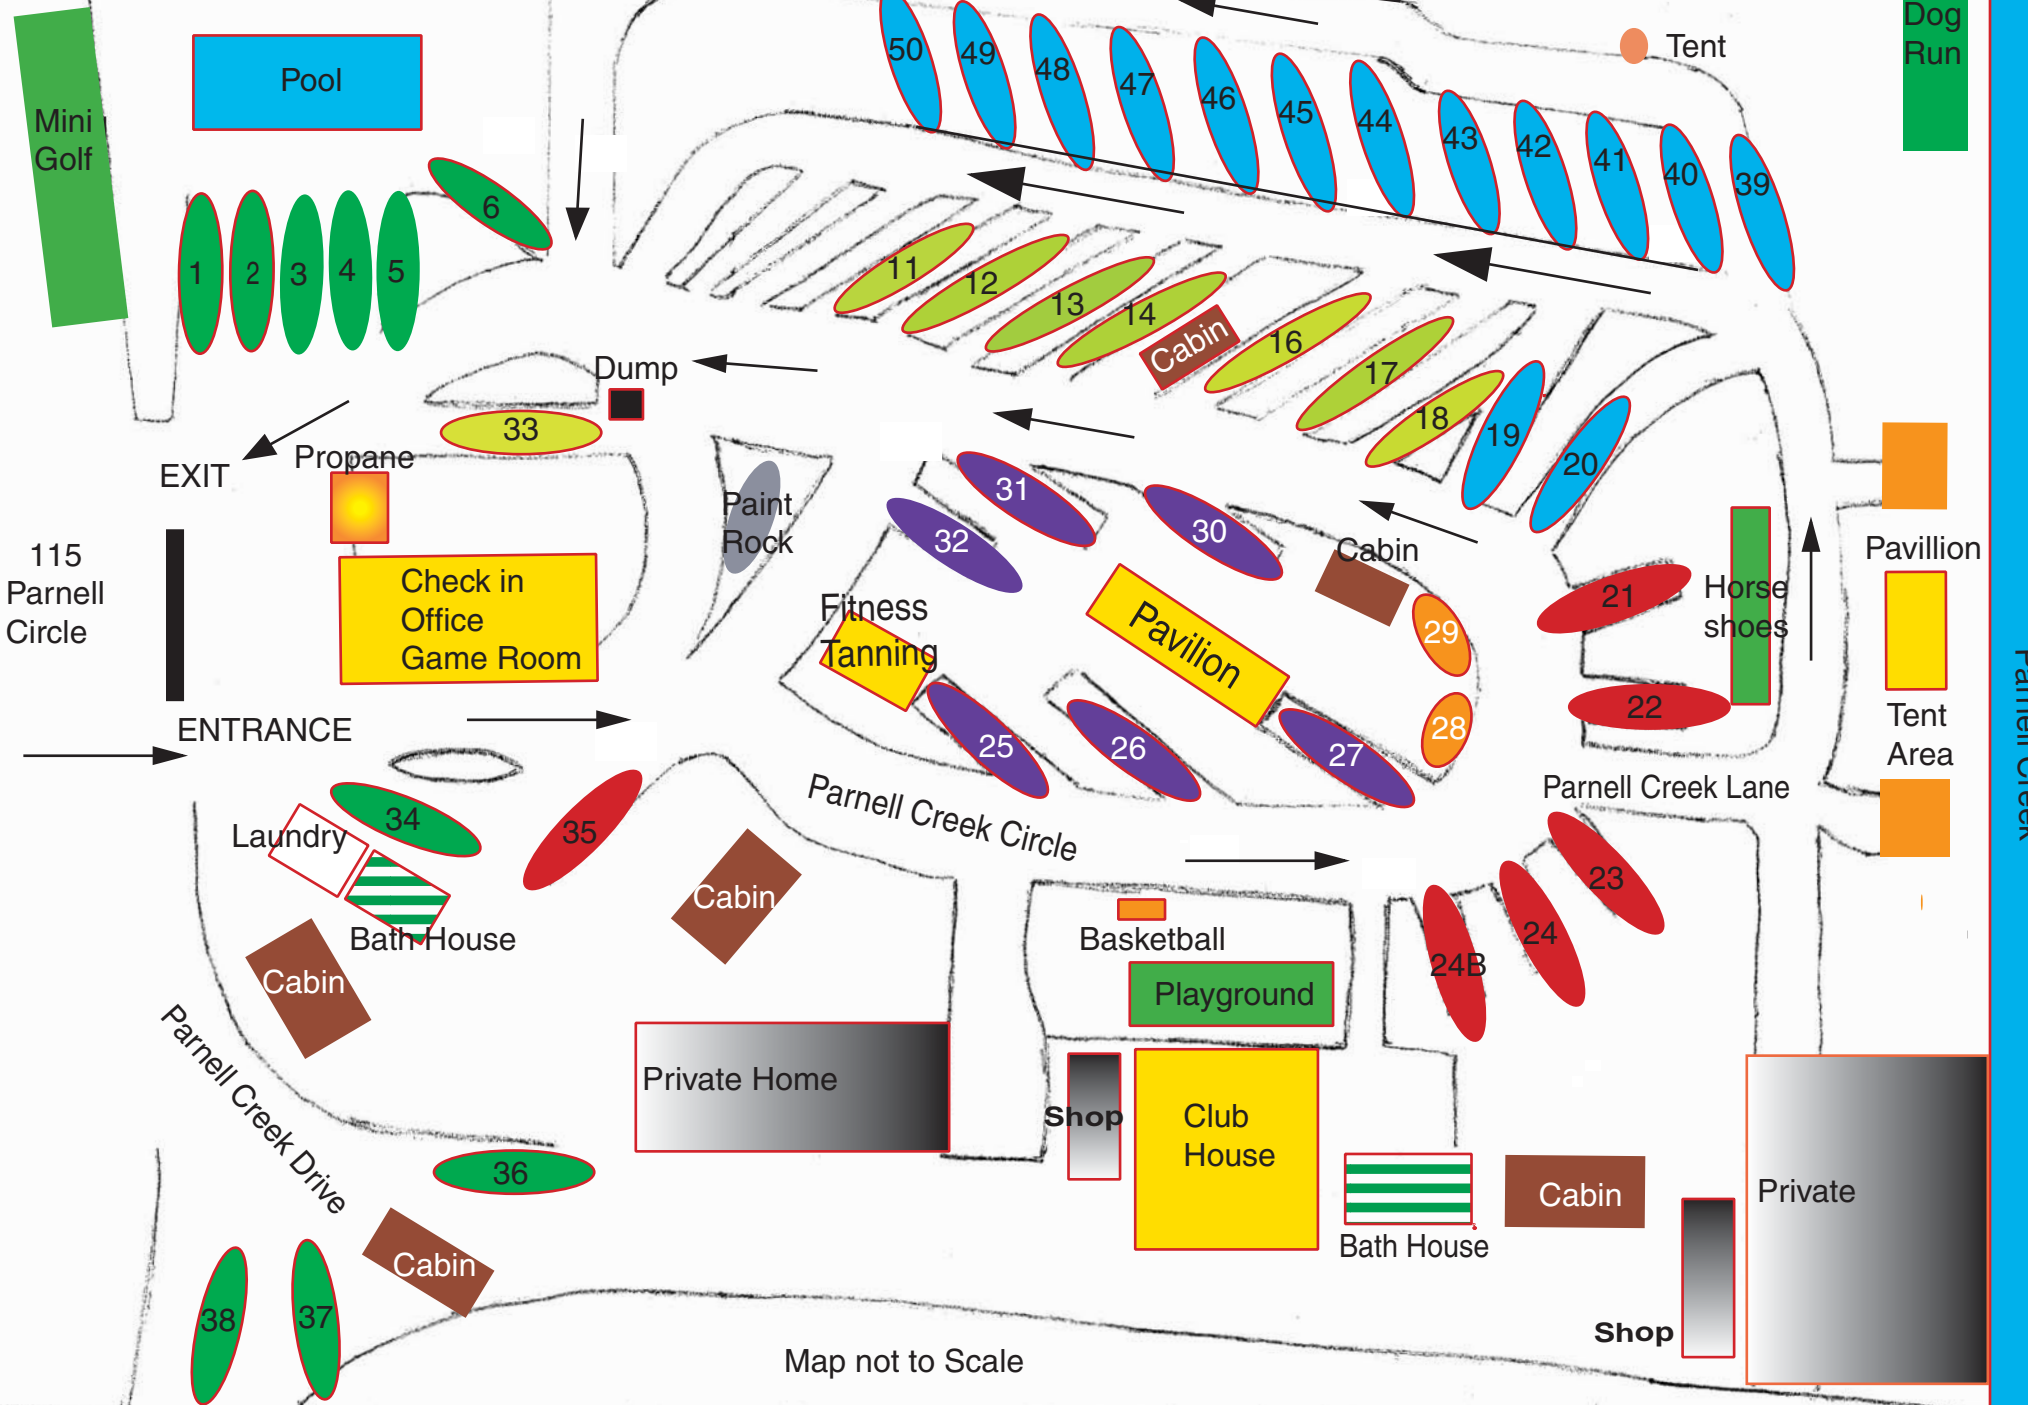 50
49
48
47
46
45
44
43
42
41
40
39
Tent
Dog
Run
Pool
Mini
Golf
1
2
3
4
5
6
11
12
13
14
Cabin
16
17
18
19
20
Dump
33
Propane
EXIT
Paint
Rock
31
32
30
Cabin
115
Parnell
Circle
Check in
Office
Game Room
Fitness
Tanning
Pavilion
29
28
21
22
Horse
shoes
Pavillion
Tent
Area
Parnell Creek
ENTRANCE
25
26
27
Parnell Creek Lane
Parnell Creek Circle
34
35
Laundry
Bath House
Cabin
Cabin
23
24
24B
Basketball
Playground
Parnell Creek Drive
Private Home
Shop
Club
House
36
Cabin
37
38
Bath House
Cabin
Private
Shop
Map not to Scale